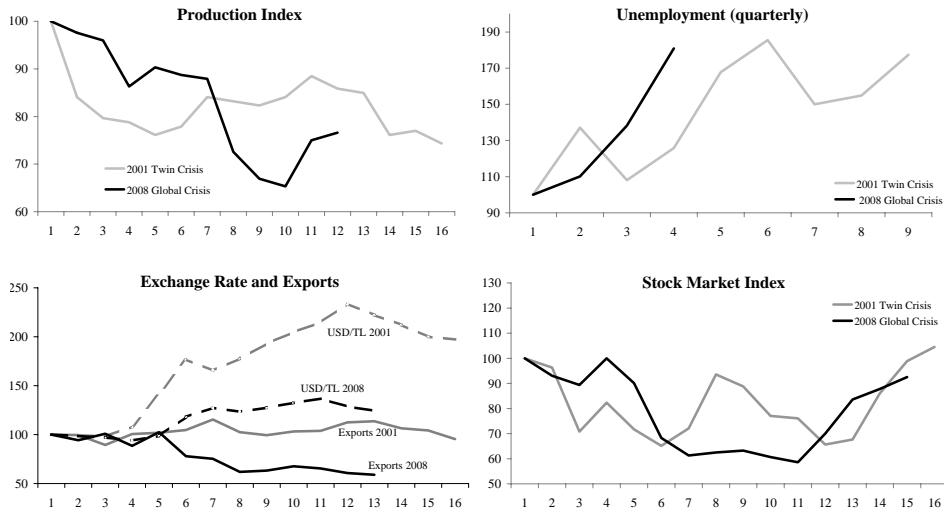 Production Index
100
90
80
70
60
2001 Twin Crisis
2008 Global Crisis
1 2 3 4 5 6 7 8 9 10 11 12 13 14 15 16
Unemployment (quarterly)
190
170
150
130
110
90
2001 Twin Crisis
2008 Global Crisis
1 2 3 4 5 6 7 8 9
Exchange Rate and Exports
250
200
150
100
50
USD/TL 2001
USD/TL 2008
Exports 2001
Exports 2008
1 2 3 4 5 6 7 8 9 10 11 12 13 14 15 16
Stock Market Index
130
120
110
100
90
80
70
60
50
2001 Twin Crisis
2008 Global Crisis
1 2 3 4 5 6 7 8 9 10 11 12 13 14 15 16